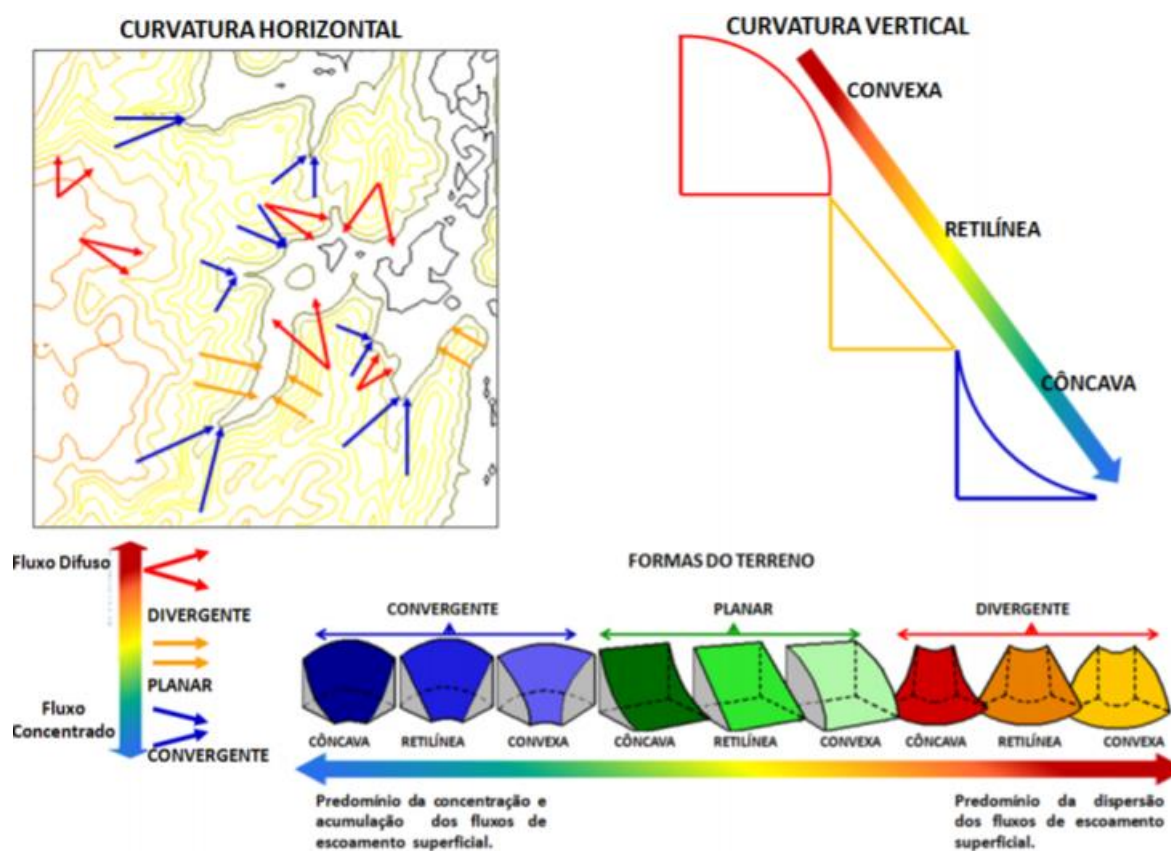 CURVATURA HORIZONTAL
CURVATURA VERTICAL
CONVEXA
RETILÍNEA
CÔNCAVA
Fluxo Difuso
DIVERGENTE
PLANAR
Fluxo
Concentrado
CONVERGENTE
FORMAS DO TERRENO
CONVERGENTE
PLANAR
DIVERGENTE
CÔNCAVA
RETILÍNEA
CONVEXA
CÔNCAVA
RETILÍNEA
CONVEXA
CÔNCAVA
RETILÍNEA
CONVEXA
Predomínio da concentração e
acumulação dos fluxos de
escoamento superficial.
Predomínio da dispersão
dos fluxos de escoamento
superficial.